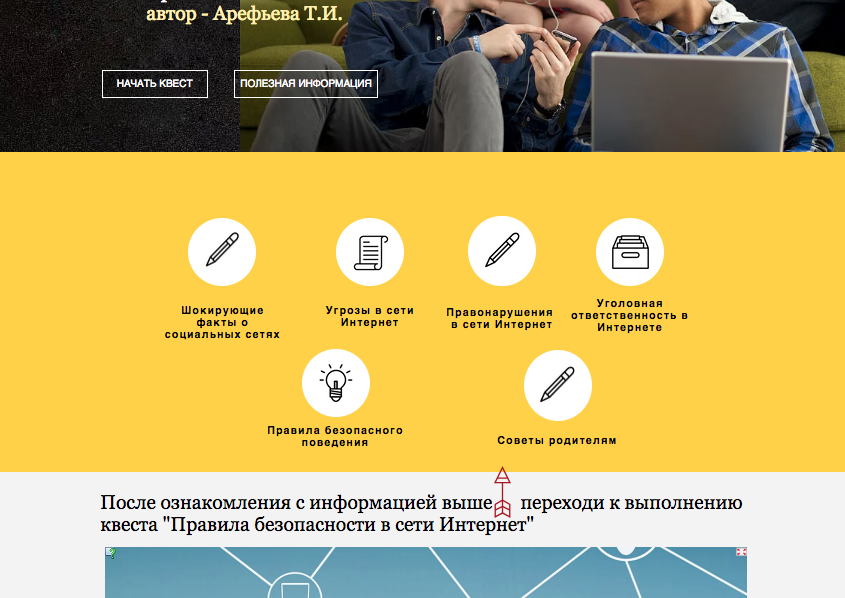 автор - Арефьева Т.И.
НАЧАТЬ КВЕСТ
ПОЛЕЗНАЯ ИНФОРМАЦИЯ
Шокирующие
факты о
социальных сетях
Угрозы в сети
Интернет
Правонарушения
в сети Интернет
Уголовная
ответственность в
Интернете
Правила безопасного
поведения
Советы родителям
После ознакомления с информацией выше переходи к выполнению
квеста "Правила безопасности в сети Интернет"